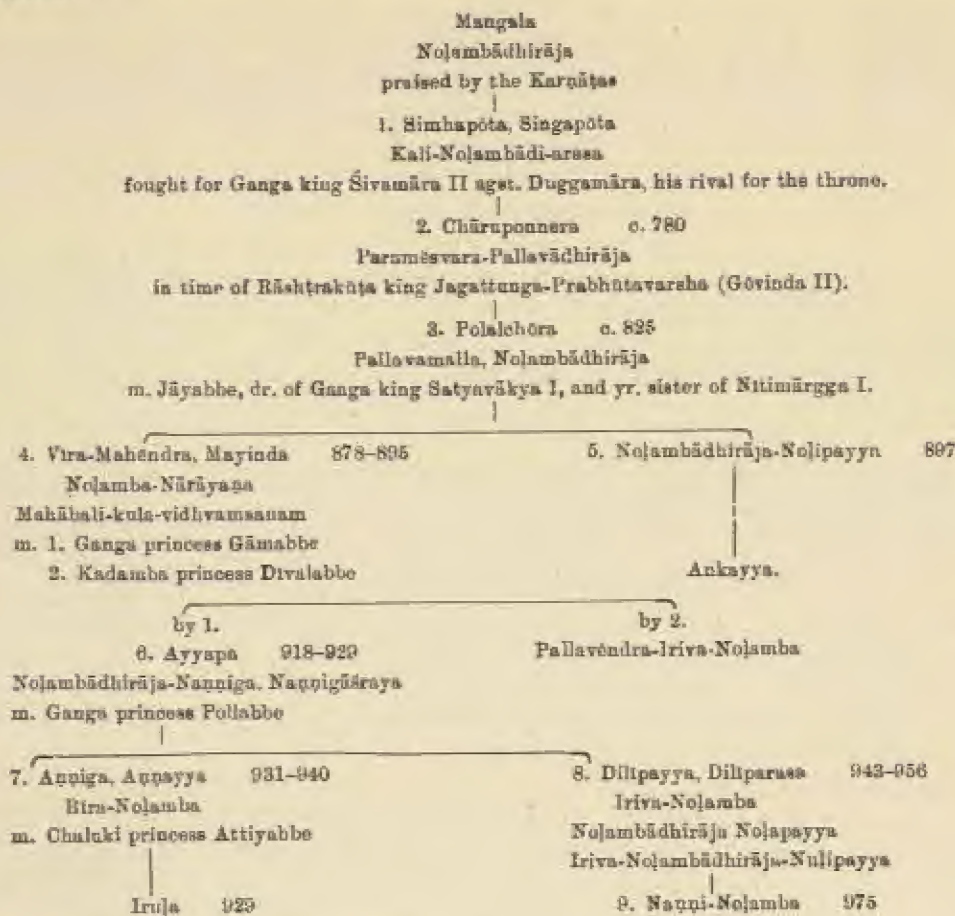 Mangala
Noḷambādhirāja
praised by the Karṇāṭas
1. Simhapōta, Singapōta
Kali-Noḷambādi-arasa
fought for Ganga king Śivamāra II agst. Duggamāra, his rival for the throne.
2. Chāruponnera c. 780
Paramēsvara-Pallavādhirāja
in time of Rāshṭrakūṭa king Jagattunga-Prabhūtavarsha (Gōvinda II).
3. Polalchōra c. 825
Pallavamalla, Noḷambādhirāja
m. Jāyabbe, dr. of Ganga king Satyavākya I, and yr. sister of Nītimārgga I.
4. Vīra-Mahēndra, Mayinda 878–895 5. Noḷambādhirāja-Noḷipayya 897
Noḷamba-Nārāyaṇa
Mahābali-kula-vidhvamsanam
m. 1. Ganga princess Gāmabbe
2. Kadamba princess Dīvalabbe Ankayya.
by 1. by 2.
6. Ayyapa 918–929 Pallavēndra-Iriva-Noḷamba
Noḷambādhirāja-Naṇṇiga, Naṇṇigāśraya
m. Ganga princess Pollabbe
7. Aṇṇiga, Aṇṇayya 931–940 8. Dilīpayya, Dilīparasa 943–956
Bīra-Noḷamba Iriva-Noḷamba
m. Chaluki princess Attiyabbe Noḷambādhirāja Noḷapayya
Iriva-Noḷambādhirāja-Nulipayya
Iruḷa 929 9. Naṇṇi-Noḷamba 975